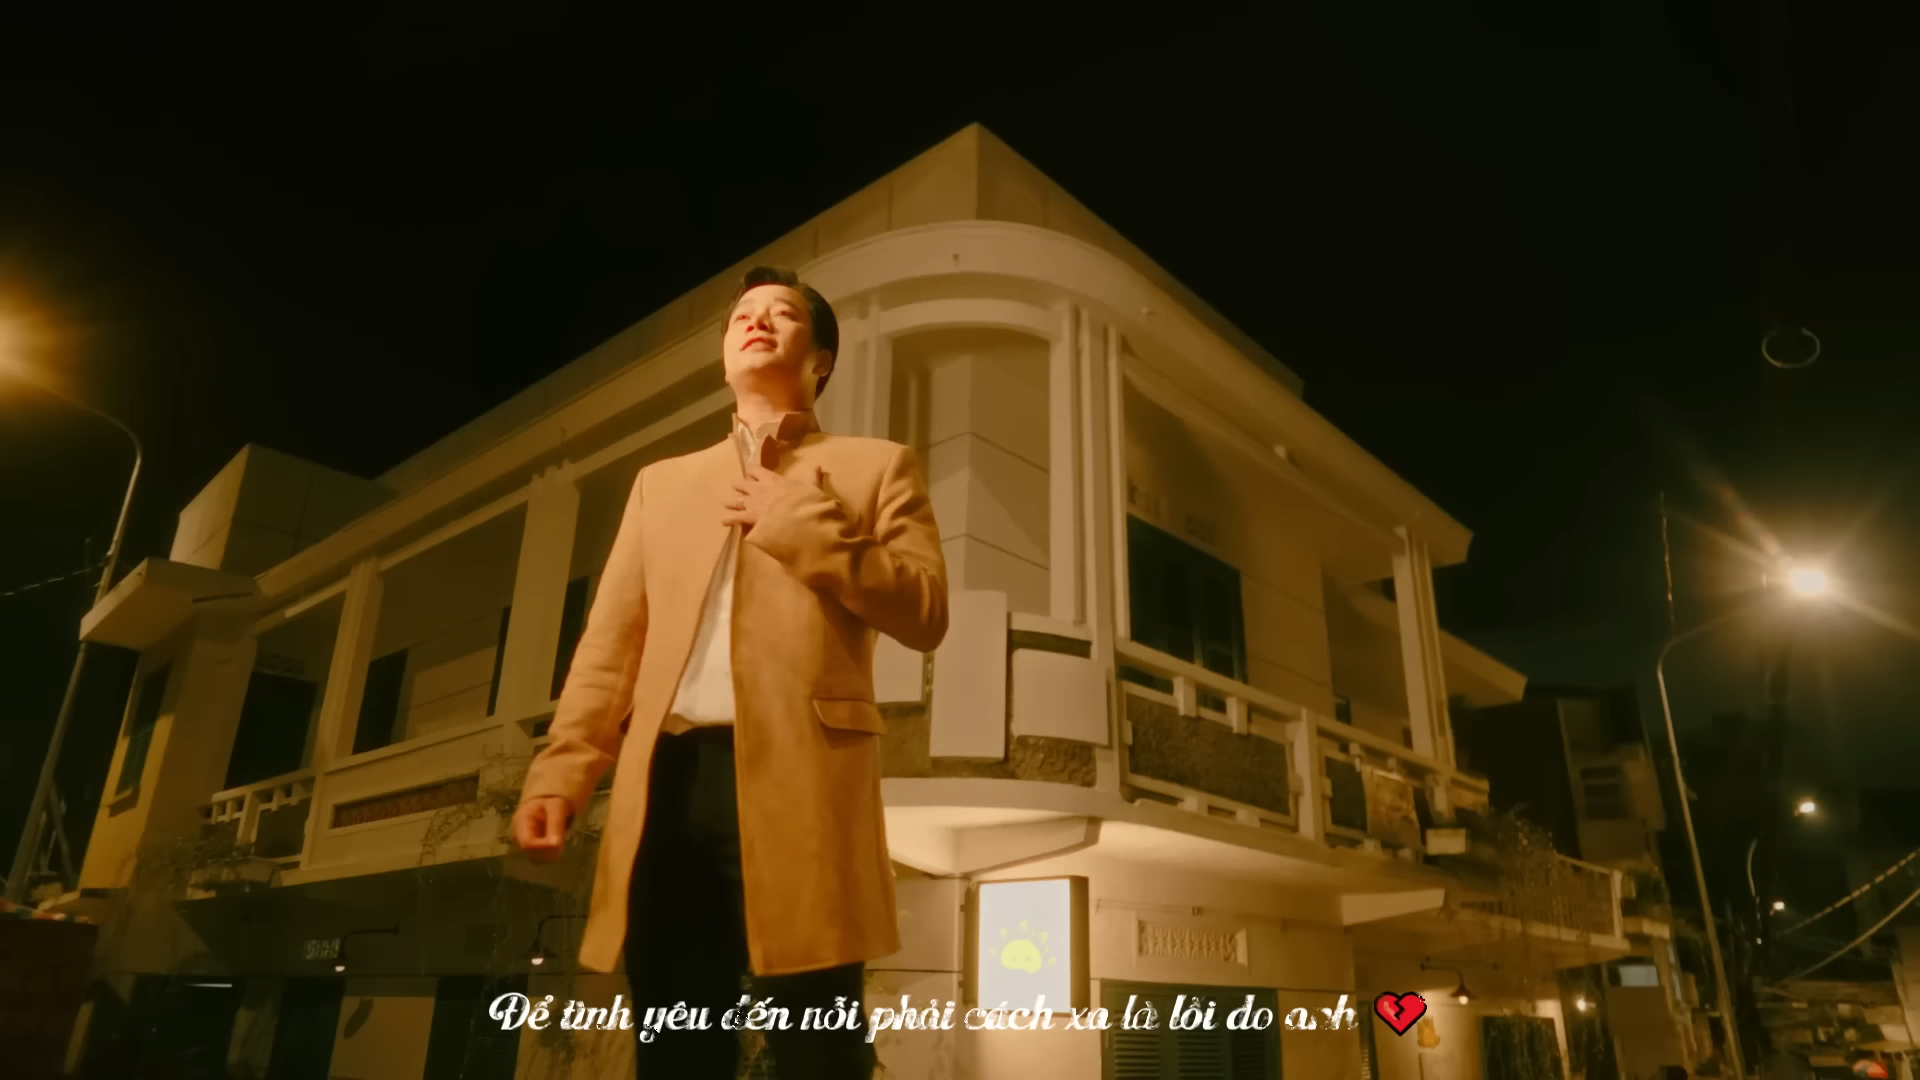 Để tình yêu đến nỗi phải cách xa là lỗi do anh 💔